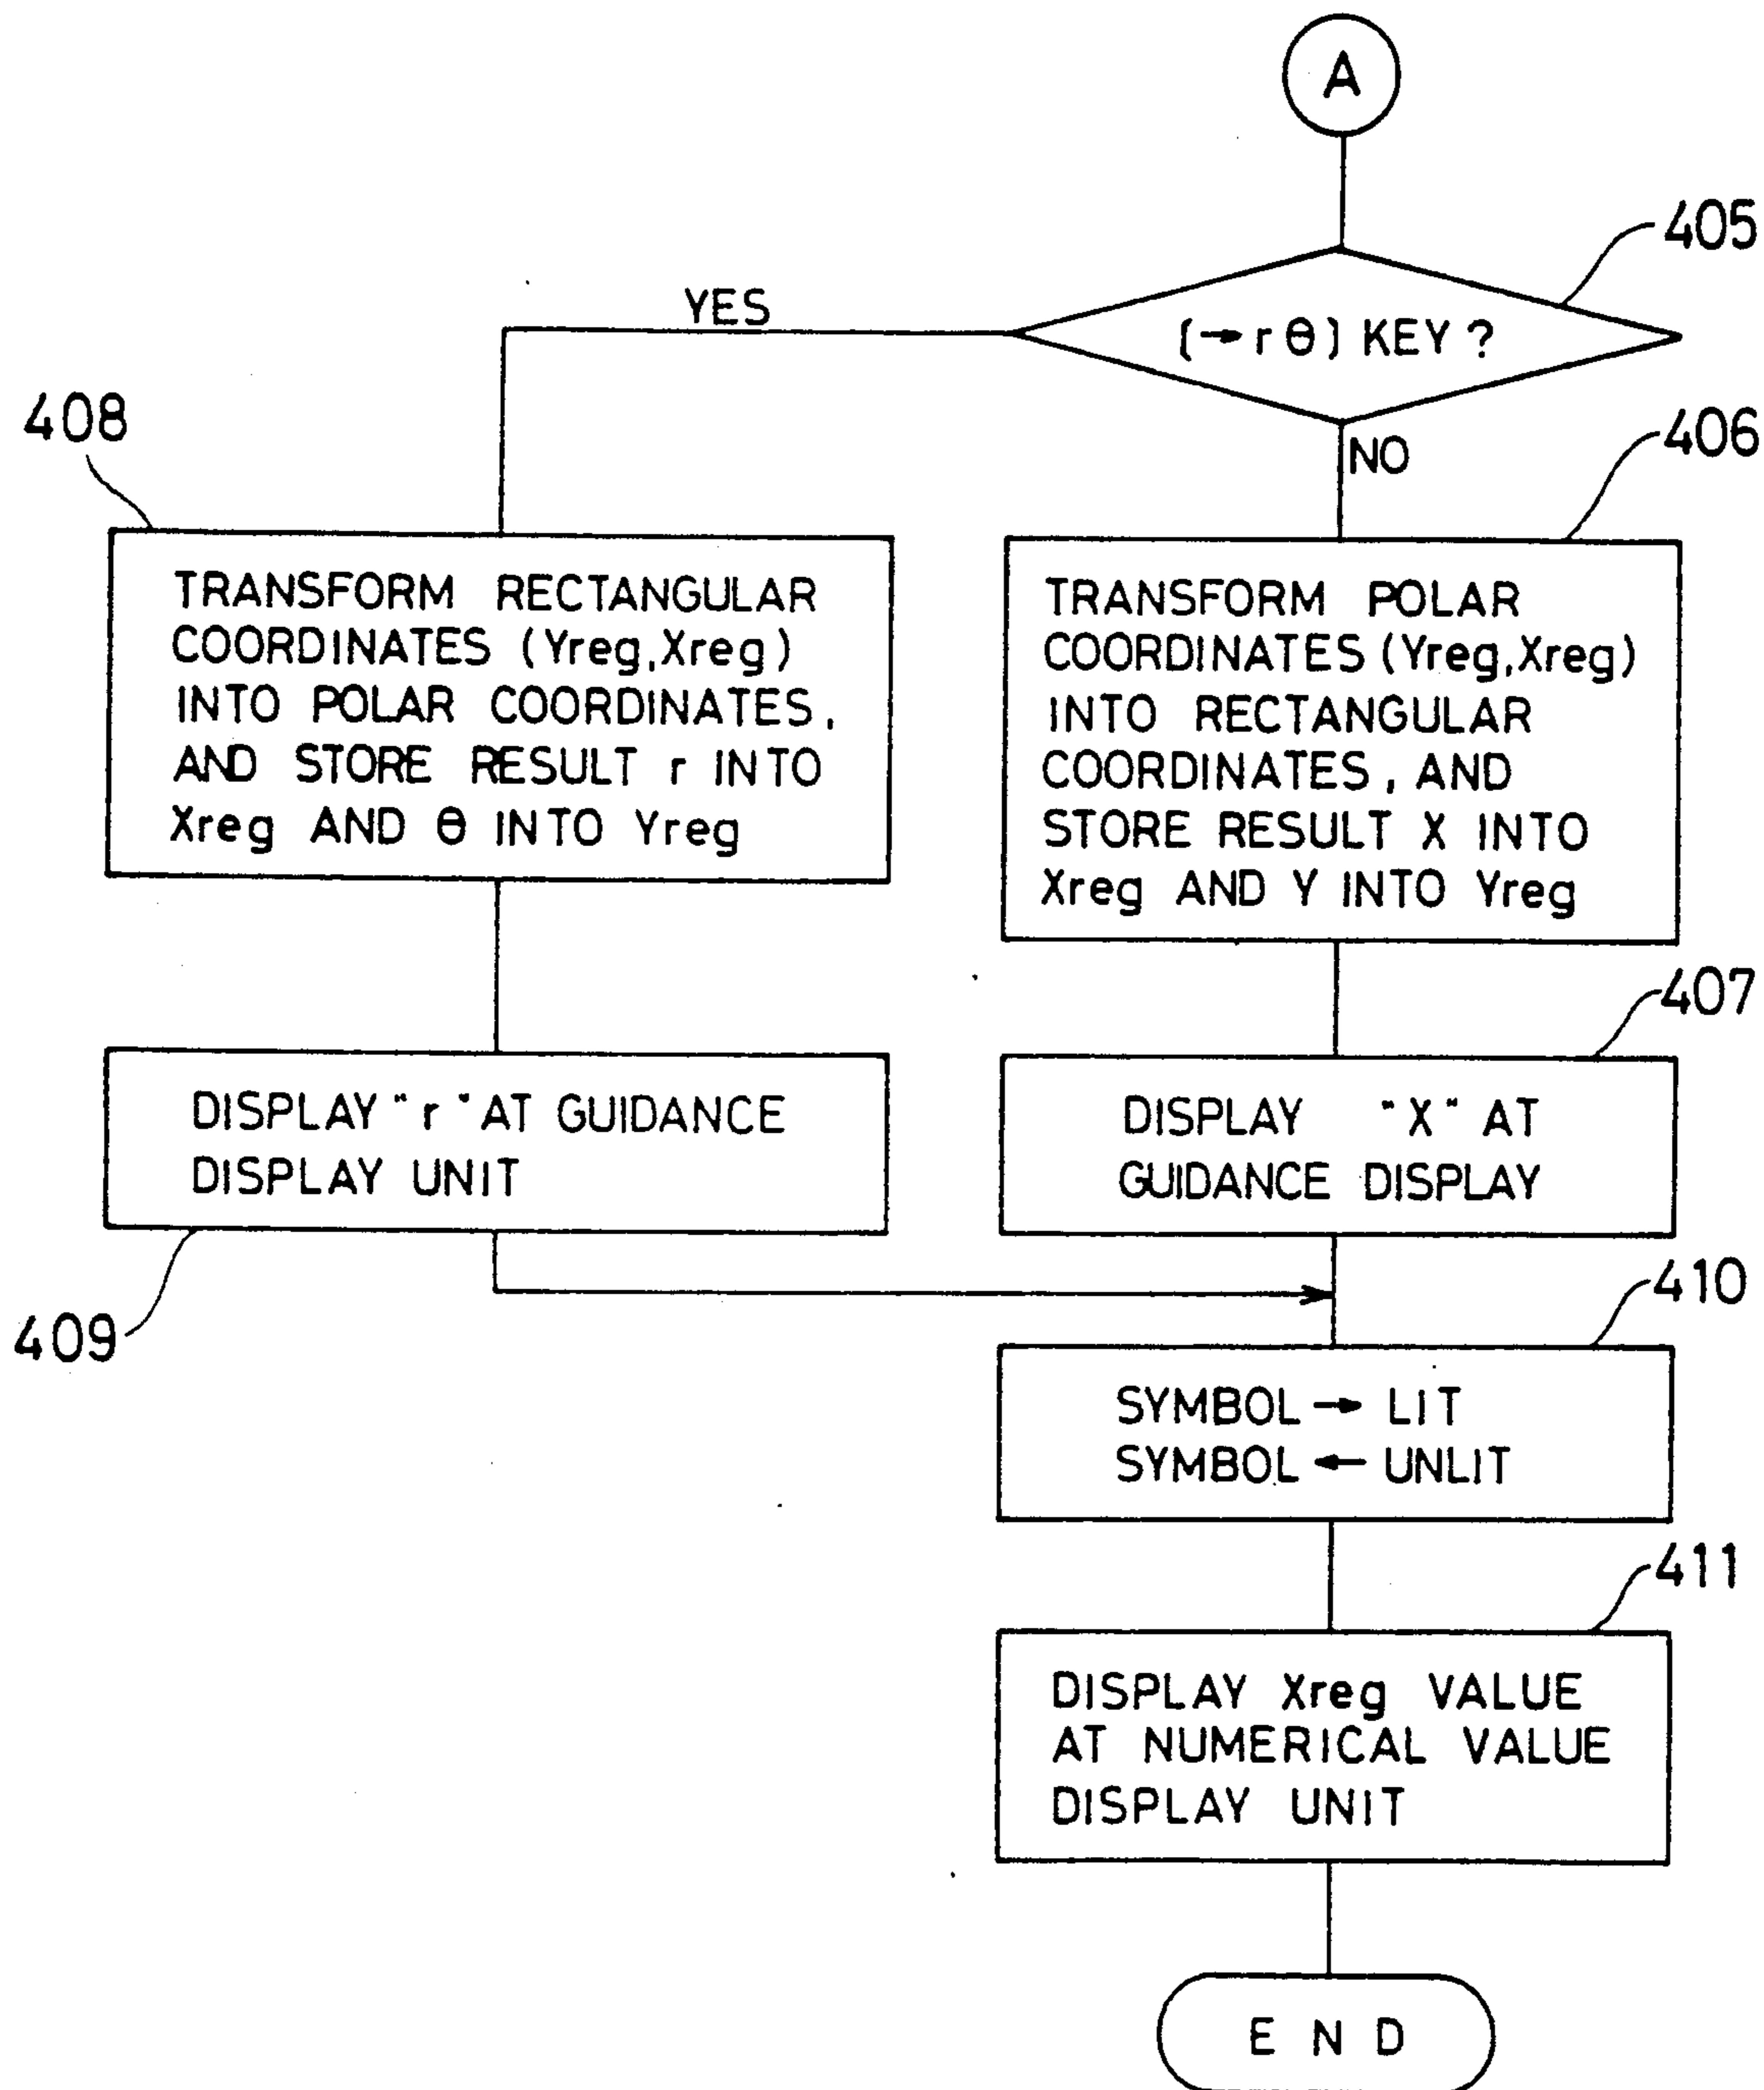 A
405
[→rθ] KEY?
YES
NO
408
406
TRANSFORM RECTANGULAR
COORDINATES (Yreg,Xreg)
INTO POLAR COORDINATES,
AND STORE RESULT r INTO
Xreg AND θ INTO Yreg
TRANSFORM POLAR
COORDINATES (Yreg,Xreg)
INTO RECTANGULAR
COORDINATES, AND
STORE RESULT X INTO
Xreg AND Y INTO Yreg
407
DISPLAY "r" AT GUIDANCE
DISPLAY UNIT
DISPLAY "X" AT
GUIDANCE DISPLAY
409
410
SYMBOL → LIT
SYMBOL ← UNLIT
411
DISPLAY Xreg VALUE
AT NUMERICAL VALUE
DISPLAY UNIT
END